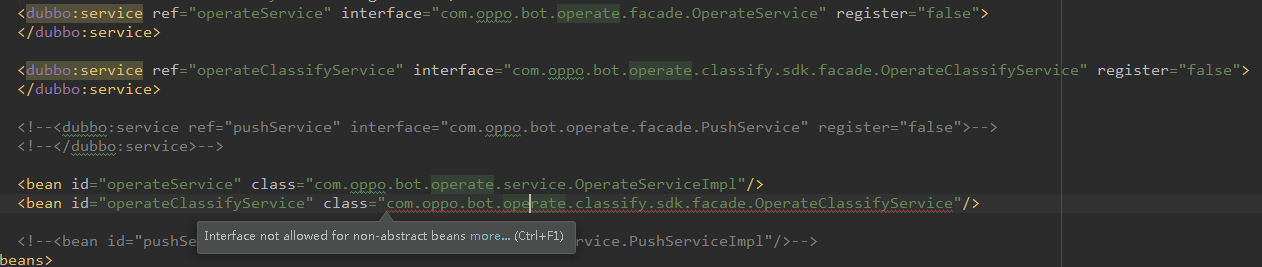 <dubbo:service ref="operateService" interface="com.oppo.bot.operate.facade.OperateService" register="false">
</dubbo:service>
<dubbo:service ref="operateClassifyService" interface="com.oppo.bot.operate.classify.sdk.facade.OperateClassifyService" register="false">
</dubbo:service>
<!--<dubbo:service ref="pushService" interface="com.oppo.bot.operate.facade.PushService" register="false">-->
<!--</dubbo:service>-->
<bean id="operateService" class="com.oppo.bot.operate.service.OperateServiceImpl"/>
<bean id="operateClassifyService" class="com.oppo.bot.operate.classify.sdk.facade.OperateClassifyService"/>
Interface not allowed for non-abstract beans more... (Ctrl+F1)
<!--<bean id="pushS rvice.PushServiceImpl"/>-->
beans>